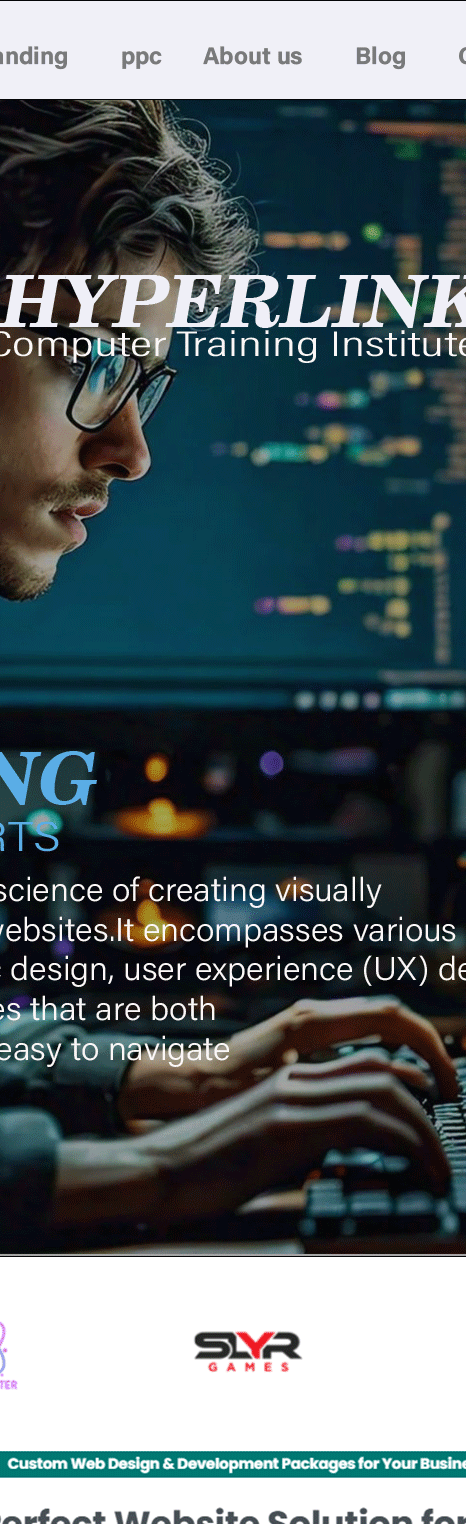 anding ppc About us Blog
HYPERLINK
Computer Training Institute
NG
RTS
science of creating visually
websites.It encompasses various
design, user experience (UX) de
es that are both
easy to navigate
SLYR
GAMES
TER
Custom Web Design & Development Packages for Your Busine
Perfect Website Solution for